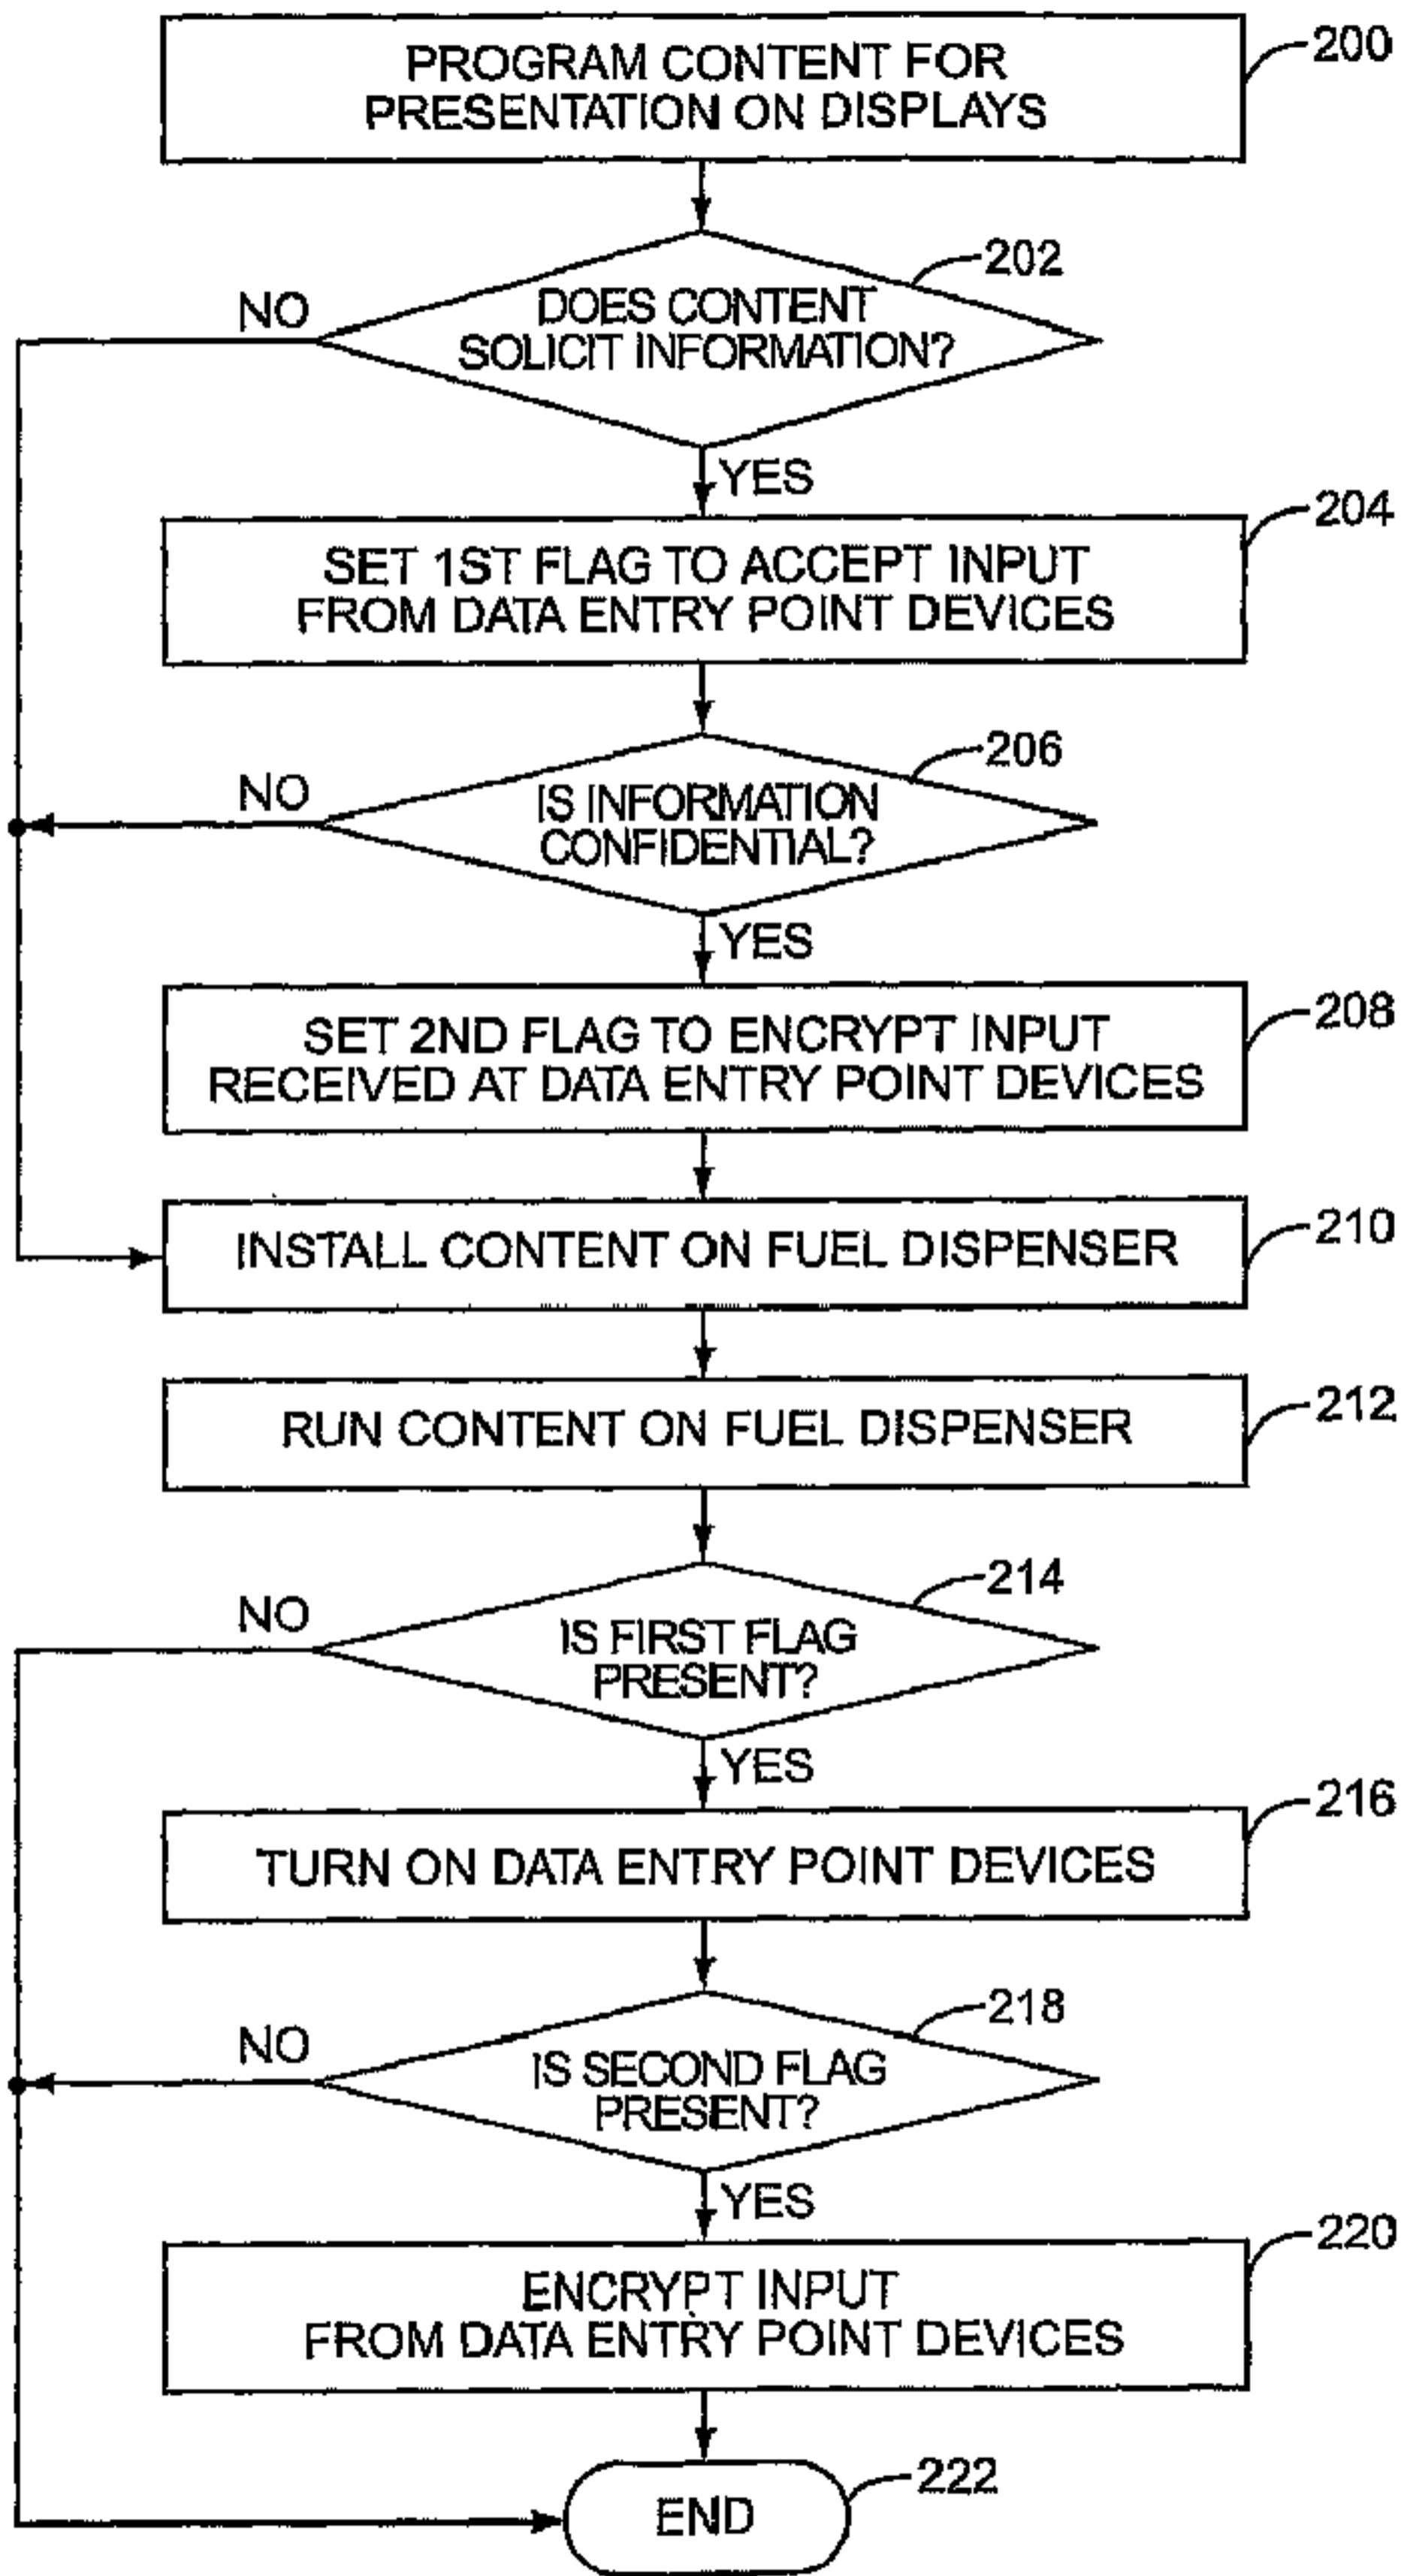 PROGRAM CONTENT FOR
PRESENTATION ON DISPLAYS
200
202
DOES CONTENT
SOLICIT INFORMATION?
NO
YES
204
SET 1ST FLAG TO ACCEPT INPUT
FROM DATA ENTRY POINT DEVICES
206
NO
IS INFORMATION
CONFIDENTIAL?
YES
208
SET 2ND FLAG TO ENCRYPT INPUT
RECEIVED AT DATA ENTRY POINT DEVICES
210
INSTALL CONTENT ON FUEL DISPENSER
212
RUN CONTENT ON FUEL DISPENSER
214
NO
IS FIRST FLAG
PRESENT?
YES
216
TURN ON DATA ENTRY POINT DEVICES
218
NO
IS SECOND FLAG
PRESENT?
YES
220
ENCRYPT INPUT
FROM DATA ENTRY POINT DEVICES
222
END